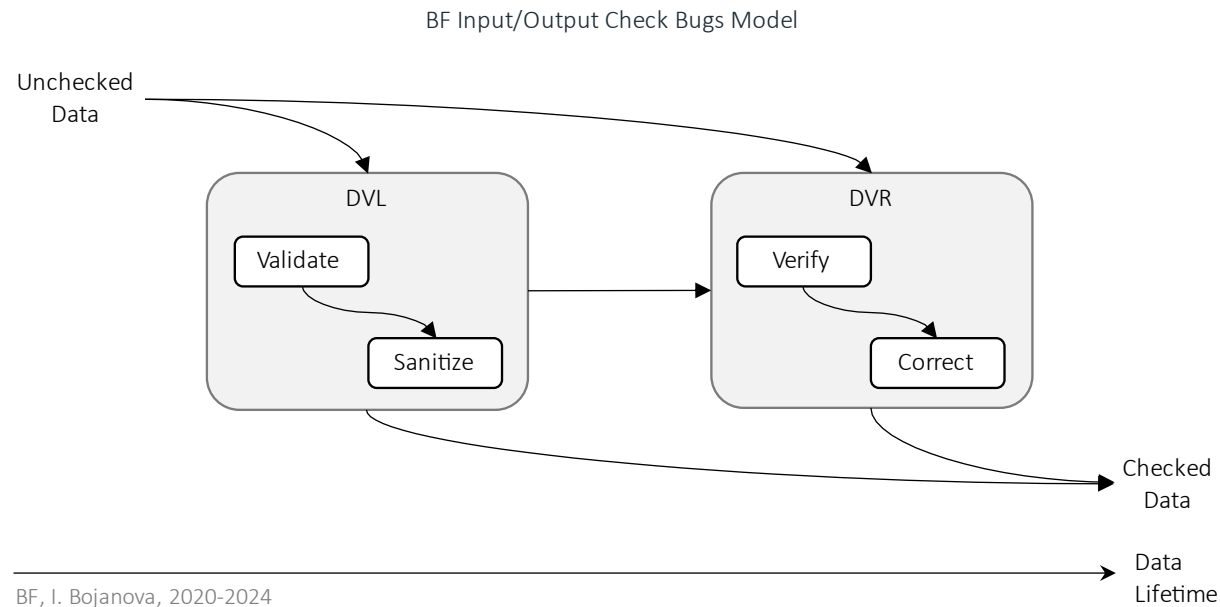 BF Input/Output Check Bugs Model
Unchecked
Data
DVL
DVR
Validate
Verify
Sanitize
Correct
Checked
Data
Data
Lifetime
BF, I. Bojanova, 2020-2024